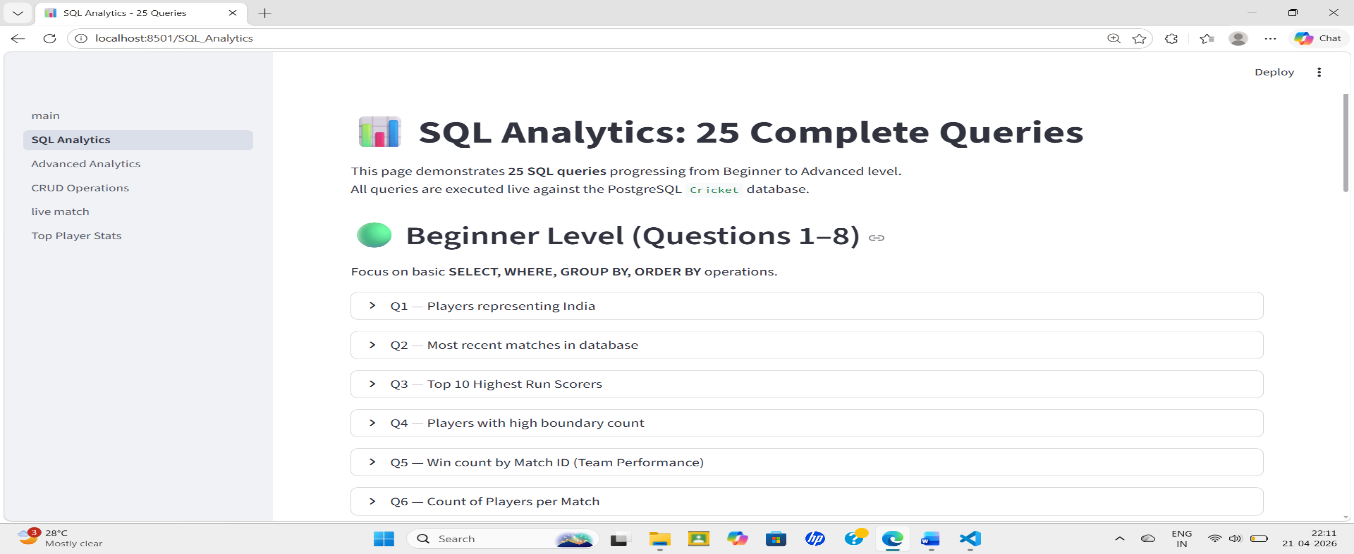 SQL Analytics - 25 Queries
localhost:8501/SQL_Analytics
Chat
Deploy
main
SQL Analytics
Advanced Analytics
CRUD Operations
live match
Top Player Stats
SQL Analytics: 25 Complete Queries
This page demonstrates 25 SQL queries progressing from Beginner to Advanced level.
All queries are executed live against the PostgreSQL Cricket database.
Beginner Level (Questions 1–8)
Focus on basic SELECT, WHERE, GROUP BY, ORDER BY operations.
Q1 — Players representing India
Q2 — Most recent matches in database
Q3 — Top 10 Highest Run Scorers
Q4 — Players with high boundary count
Q5 — Win count by Match ID (Team Performance)
Q6 — Count of Players per Match
3
28°C
Mostly clear
Search
hp
ENG
IN
22:11
21-04-2026